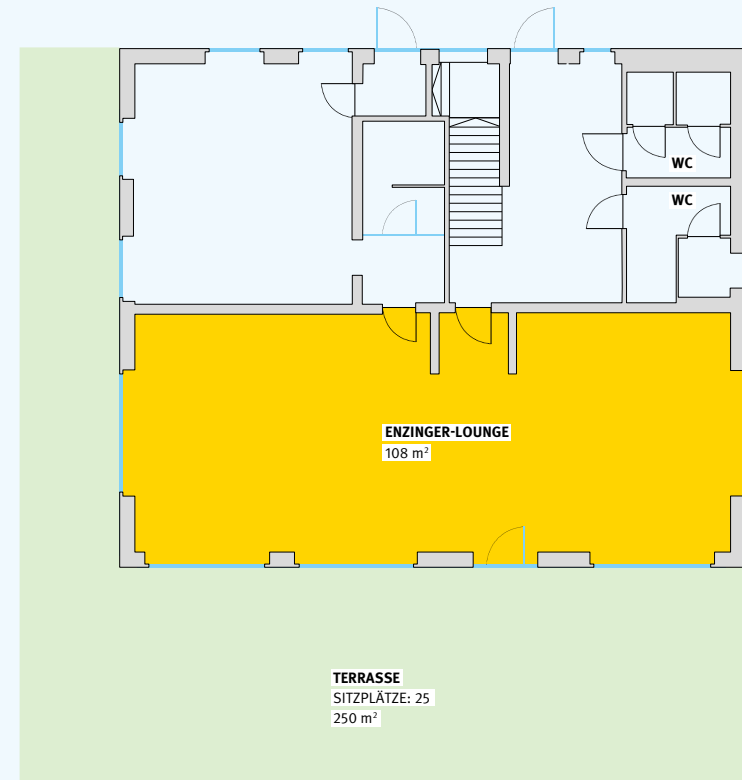 WC
WC
ENZINGER-LOUNGE
108 m²
TERRASSE
SITZPLÄTZE: 25
250 m²